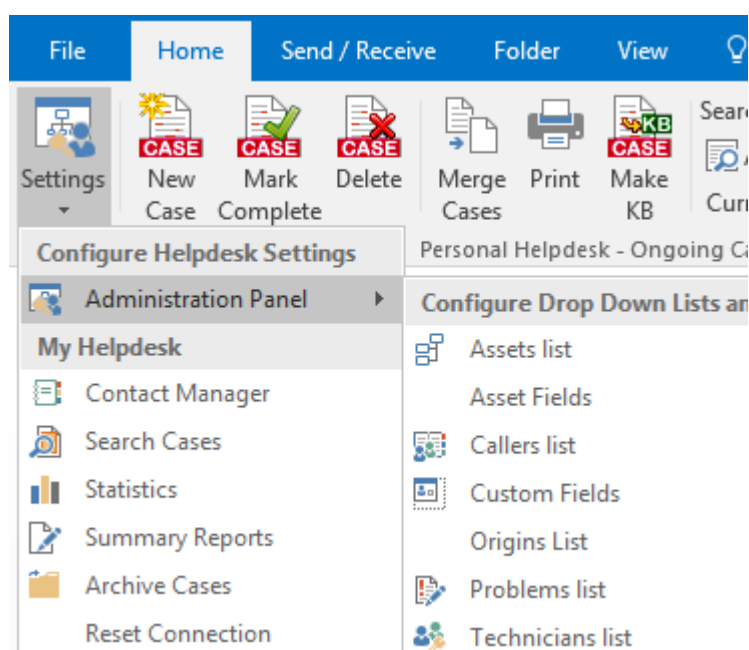 File Home Send / Receive Folder View
CASE CASE CASE KB CASE
Settings New Case Mark Complete Delete Merge Cases Print Make KB
Personal Helpdesk - Ongoing
Configure Helpdesk Settings
Administration Panel
My Helpdesk
Contact Manager
Search Cases
Statistics
Summary Reports
Archive Cases
Reset Connection
Configure Drop Down Lists
Assets list
Asset Fields
Callers list
Custom Fields
Origins List
Problems list
Technicians list